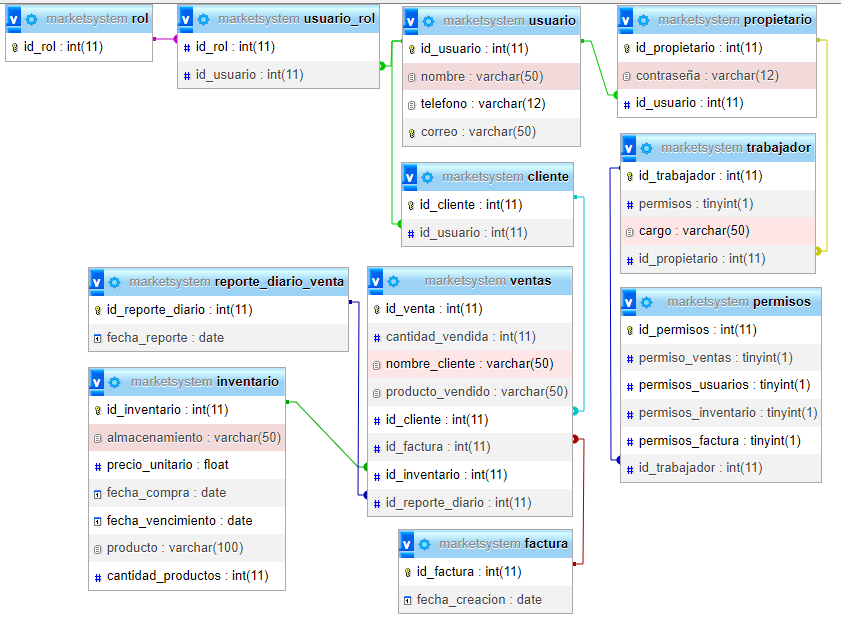 v marketsystem rol
id_rol : int(11)
v marketsystem usuario_rol
# id_rol : int(11)
# id_usuario : int(11)
v marketsystem usuario
id_usuario : int(11)
nombre : varchar(50)
telefono : varchar(12)
correo : varchar(50)
v marketsystem propietario
id_propietario : int(11)
contraseña : varchar(12)
# id_usuario : int(11)
v marketsystem trabajador
id_trabajador : int(11)
# permisos : tinyint(1)
cargo : varchar(50)
# id_propietario : int(11)
v marketsystem cliente
id_cliente : int(11)
# id_usuario : int(11)
v marketsystem reporte_diario_venta
id_reporte_diario : int(11)
fecha_reporte : date
v marketsystem ventas
id_venta : int(11)
# cantidad_vendida : int(11)
nombre_cliente : varchar(50)
producto_vendido : varchar(50)
# id_cliente : int(11)
# id_factura : int(11)
# id_inventario : int(11)
# id_reporte_diario : int(11)
v marketsystem permisos
id_permisos : int(11)
# permiso_ventas : tinyint(1)
# permisos_usuarios : tinyint(1)
# permisos_inventario : tinyint(1)
# permisos_factura : tinyint(1)
# id_trabajador : int(11)
v marketsystem inventario
id_inventario : int(11)
almacenamiento : varchar(50)
# precio_unitario : float
fecha_compra : date
fecha_vencimiento : date
producto : varchar(100)
# cantidad_productos : int(11)
v marketsystem factura
id_factura : int(11)
fecha_creacion : date